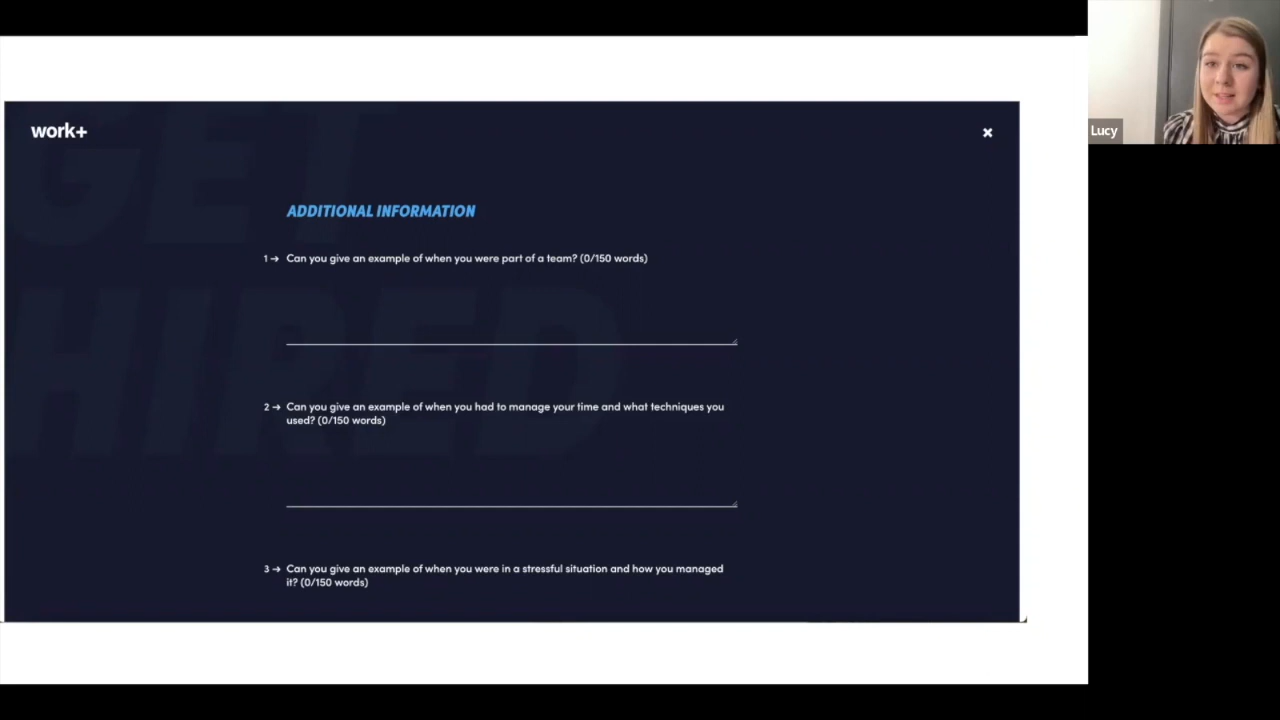 work+
×
GET
HIRED
ADDITIONAL INFORMATION
1 → Can you give an example of when you were part of a team? (0/150 words)
2 → Can you give an example of when you had to manage your time and what techniques you
used? (0/150 words)
3 → Can you give an example of when you were in a stressful situation and how you managed
it? (0/150 words)
Lucy